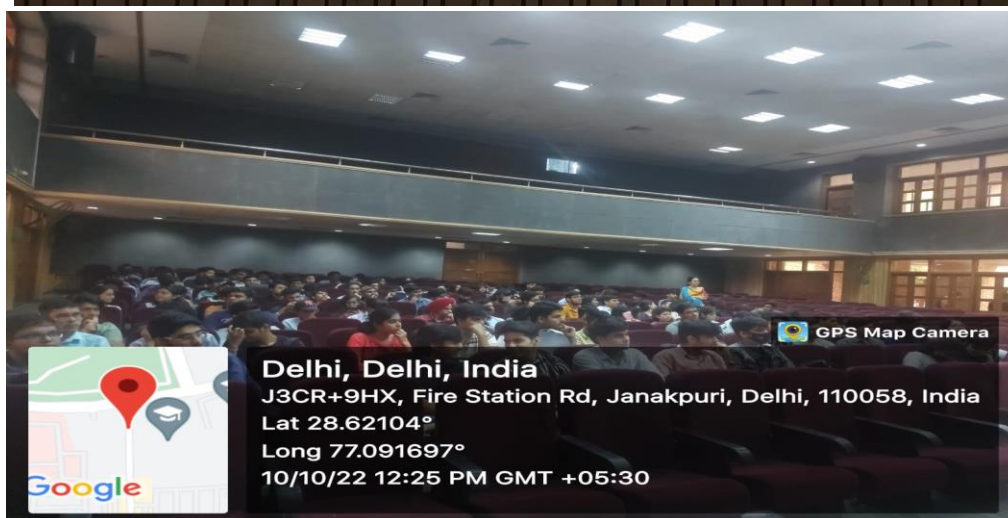 GPS Map Camera
Delhi, Delhi, India
J3CR+9HX, Fire Station Rd, Janakpuri, Delhi, 110058, India
Lat 28.62104°
Long 77.091697°
10/10/22 12:25 PM GMT +05:30
Google